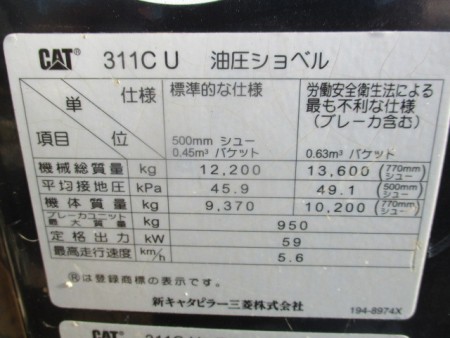 CAT® 311C U 油圧ショベル
単位 項目 仕様 標準的な仕様 労働安全衛生法による最も不利な仕様(ブレーカ含む)
500mm シュー 0.45m³ バケット 0.63m³ バケット
機械総質量 kg 12,200 13,600 (770mm シュー)
平均接地圧 kPa 45.9 49.1 (500mm シュー)
機体質量 kg 9,370 10,200 (770mm シュー)
ブレーカユニット最大質量 kg 950
定格出力 kW 59
最高走行速度 km/h 5.6
®は登録商標の表示です。
新キャタピラー三菱株式会社
194-8974X
CAT® 311C U